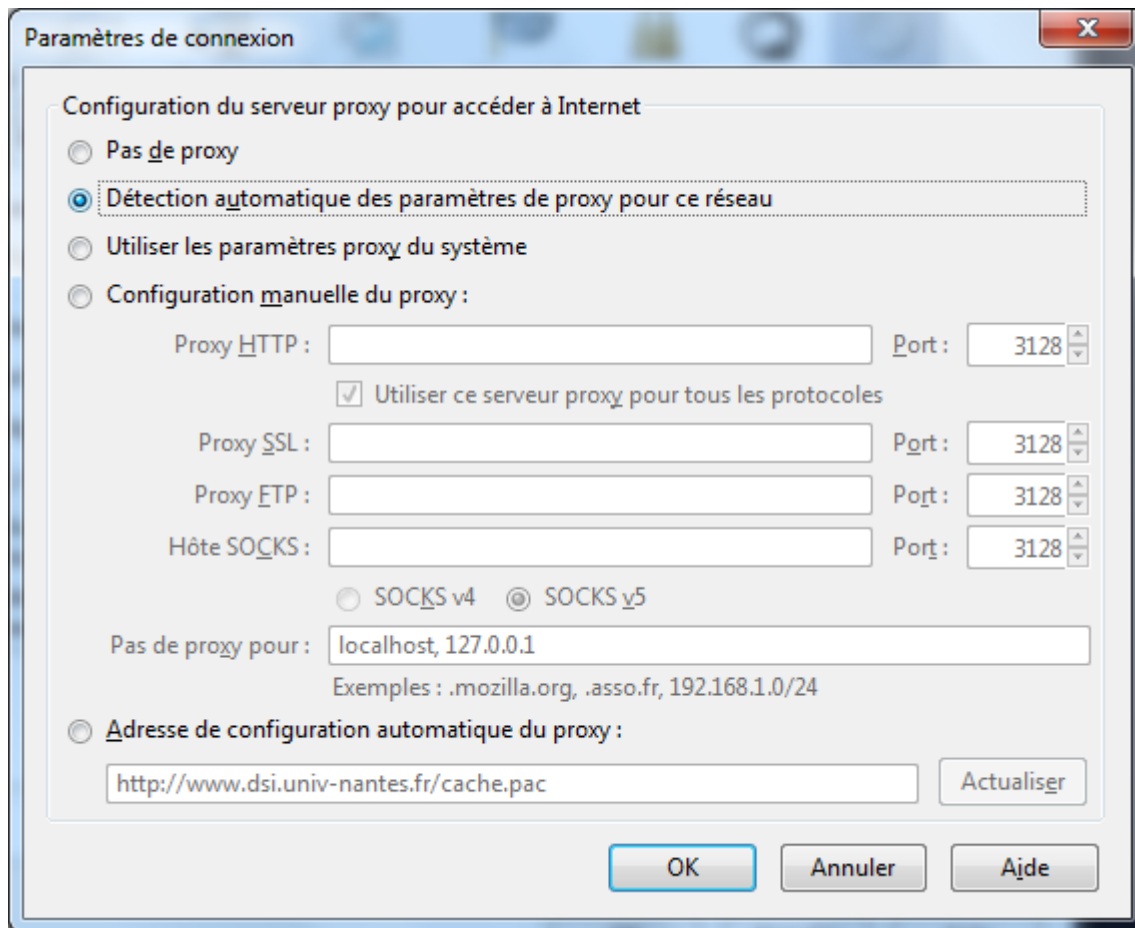 Paramètres de connexion
Configuration du serveur proxy pour accéder à Internet
Pas de proxy
Détection automatique des paramètres de proxy pour ce réseau
Utiliser les paramètres proxy du système
Configuration manuelle du proxy :
Proxy HTTP : Port : 3128
Utiliser ce serveur proxy pour tous les protocoles
Proxy SSL : Port : 3128
Proxy FTP : Port : 3128
Hôte SOCKS : Port : 3128
SOCKS v4 SOCKS v5
Pas de proxy pour : localhost, 127.0.0.1
Exemples : .mozilla.org, .asso.fr, 192.168.1.0/24
Adresse de configuration automatique du proxy :
http://www.dsi.univ-nantes.fr/cache.pac Actualiser
OK Annuler Aide